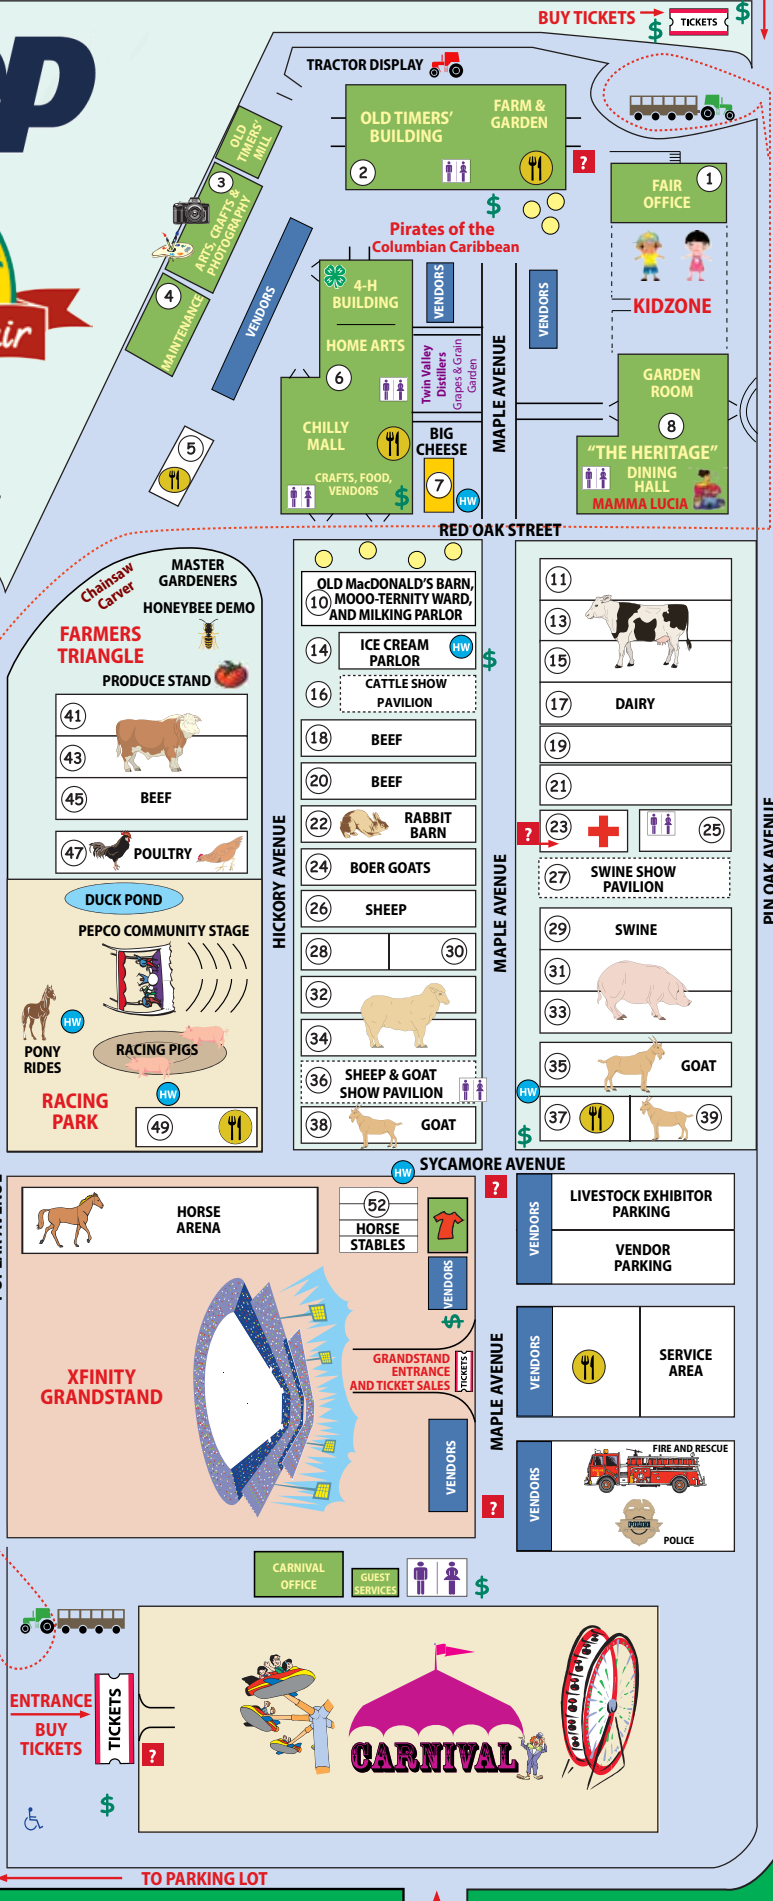 BUY TICKETS
TICKETS
$
$
p
TRACTOR DISPLAY
OLD TIMERS'
BUILDING
FARM &
GARDEN
2
?
OLD
TIMERS'
MILL
3
ARTS, CRAFTS &
PHOTOGRAPHY
4
MAINTENANCE
VENDORS
1
FAIR
OFFICE
$
Pirates of the
Columbian Caribbean
air
4-H
BUILDING
HOME ARTS
6
CHILLY
MALL
CRAFTS, FOOD,
VENDORS
$
VENDORS
VENDORS
Twin Valley
Distillers
Grapes & Grain
Garden
MAPLE AVENUE
KIDZONE
GARDEN
ROOM
8
"THE HERITAGE"
DINING
HALL
MAMMA LUCIA
5
BIG
CHEESE
7
HW
RED OAK STREET
Chainsaw
Carver
MASTER
GARDENERS
HONEYBEE DEMO
FARMERS
TRIANGLE
PRODUCE STAND
41
43
45
BEEF
47
POULTRY
DUCK POND
PEPCO COMMUNITY STAGE
HW
PONY
RIDES
RACING PIGS
HW
RACING
PARK
49
HICKORY AVENUE
OLD MacDONALD'S BARN,
10
MOOO-TERNITY WARD,
AND MILKING PARLOR
14
ICE CREAM
PARLOR
HW
$
16
CATTLE SHOW
PAVILION
18
BEEF
20
BEEF
22
RABBIT
BARN
24
BOER GOATS
26
SHEEP
28
30
32
34
36
SHEEP & GOAT
SHOW PAVILION
38
GOAT
MAPLE AVENUE
11
13
15
17
DAIRY
19
21
?
23
25
27
SWINE SHOW
PAVILION
29
SWINE
31
33
35
GOAT
HW
37
39
$
PIN OAK AVENUE
HW
SYCAMORE AVENUE
HORSE
ARENA
52
HORSE
STABLES
VENDORS
$
?
VENDORS
LIVESTOCK EXHIBITOR
PARKING
VENDOR
PARKING
XFINITY
GRANDSTAND
GRANDSTAND
ENTRANCE
AND TICKET SALES
TICKETS
MAPLE AVENUE
VENDORS
SERVICE
AREA
VENDORS
?
VENDORS
FIRE AND RESCUE
POLICE
POLICE
CARNIVAL
OFFICE
GUEST
SERVICES
$
ENTRANCE
BUY
TICKETS
TICKETS
?
$
CARNIVAL
TO PARKING LOT